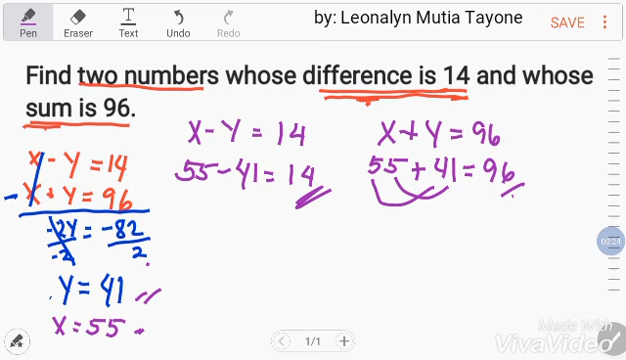 by: Leonalyn Mutia Tayone
SAVE
Pen
Eraser
Text
Undo
Redo
Find two numbers whose difference is 14 and whose
sum is 96.
X - Y = 14
X + Y = 96
55 - 41 = 14
55 + 41 = 96
X - Y = 14
- X + Y = 96
-2Y = -82
-2 2
Y = 41
X = 55
00:24
1/1
Made With
VivaVideo